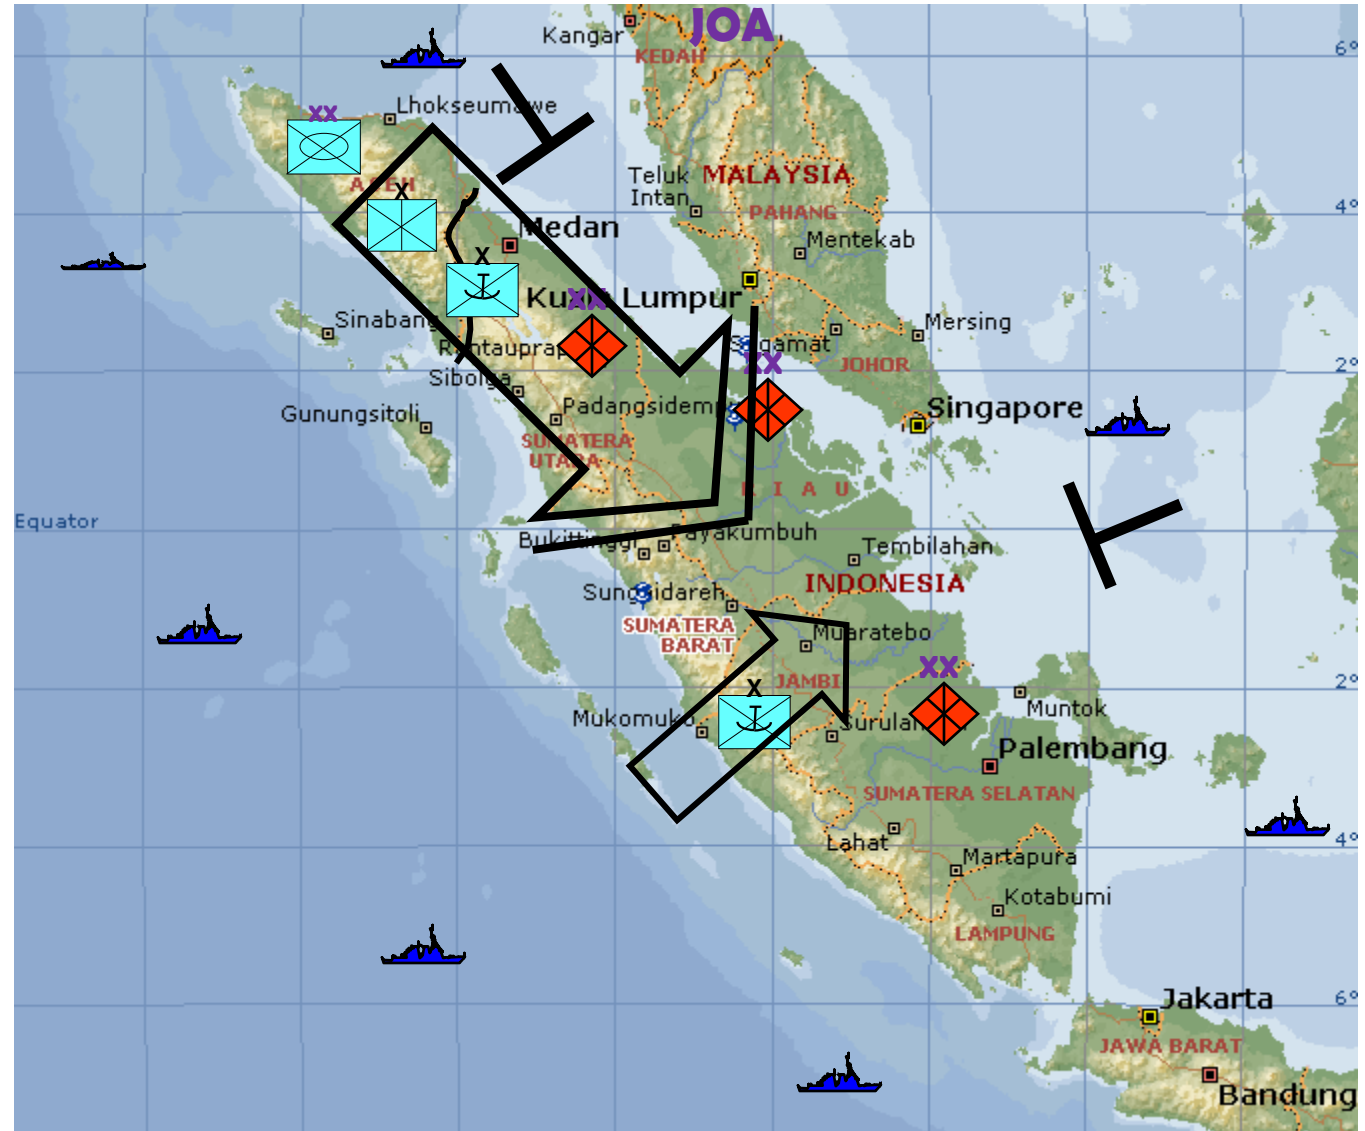 JOA
6°
Kangar
KEDAH
XX
Lhokseumawe
MALAYSIA
Teluk
Intan
ACEH
X
PAHANG
4°
Medan
Mentekab
X
XX
Kuala Lumpur
Sinabang
Mersing
Segamat
Rantauprapat
XX
JOHOR
2°
Sibolga
Gunungsitoli
Padangsidempuan
Singapore
SUMATERA
UTARA
RIAU
Equator
Bukittinggi
Payakumbuh
Tembilahan
INDONESIA
Sungaidareh
SUMATERA
BARAT
Muaratebo
XX
JAMBI
2°
X
Mukomuko
Surulangun
Muntok
Palembang
SUMATERA SELATAN
Lahat
4°
Martapura
Kotabumi
LAMPUNG
6°
Jakarta
JAWA BARAT
Bandung